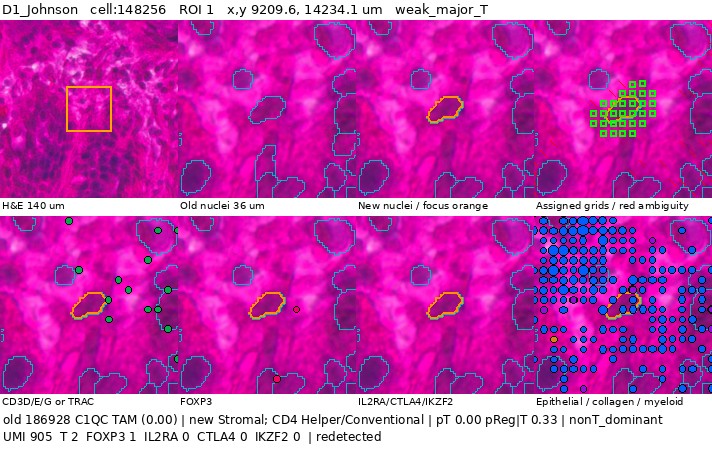 D1_Johnson   cell:148256   ROI 1   x,y 9209.6, 14234.1 um   weak_major_T
H&E 140 um
Old nuclei 36 um
New nuclei / focus orange
Assigned grids / red ambiguity
CD3D/E/G or TRAC
FOXP3
IL2RA/CTLA4/IKZF2
Epithelial / collagen / myeloid
old 186928 C1QC TAM (0.00) | new Stromal; CD4 Helper/Conventional | pT 0.00 pReg|T 0.33 | nonT_dominant
UMI 905  T 2  FOXP3 1  IL2RA 0  CTLA4 0  IKZF2 0  | redetected